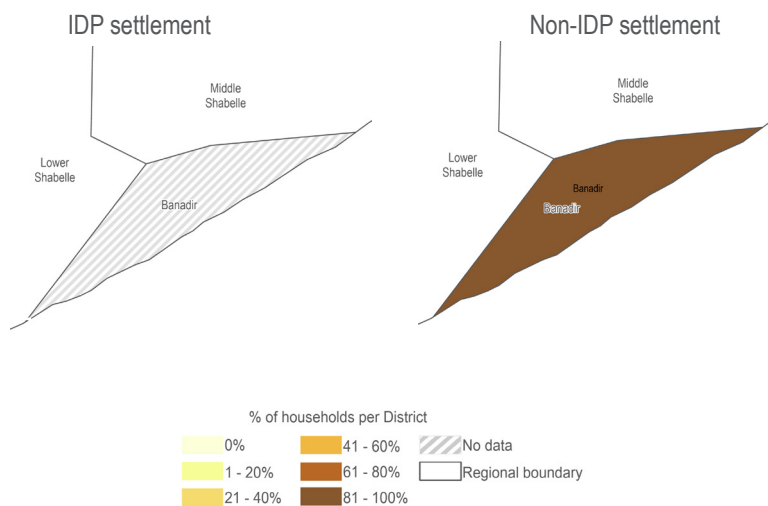 IDP settlement
Non-IDP settlement
Middle
Shabelle
Lower
Shabelle
Banadir
Middle
Shabelle
Lower
Shabelle
Banadir
Banadir
% of households per District
0%
1 - 20%
21 - 40%
41 - 60%
61 - 80%
81 - 100%
No data
Regional boundary